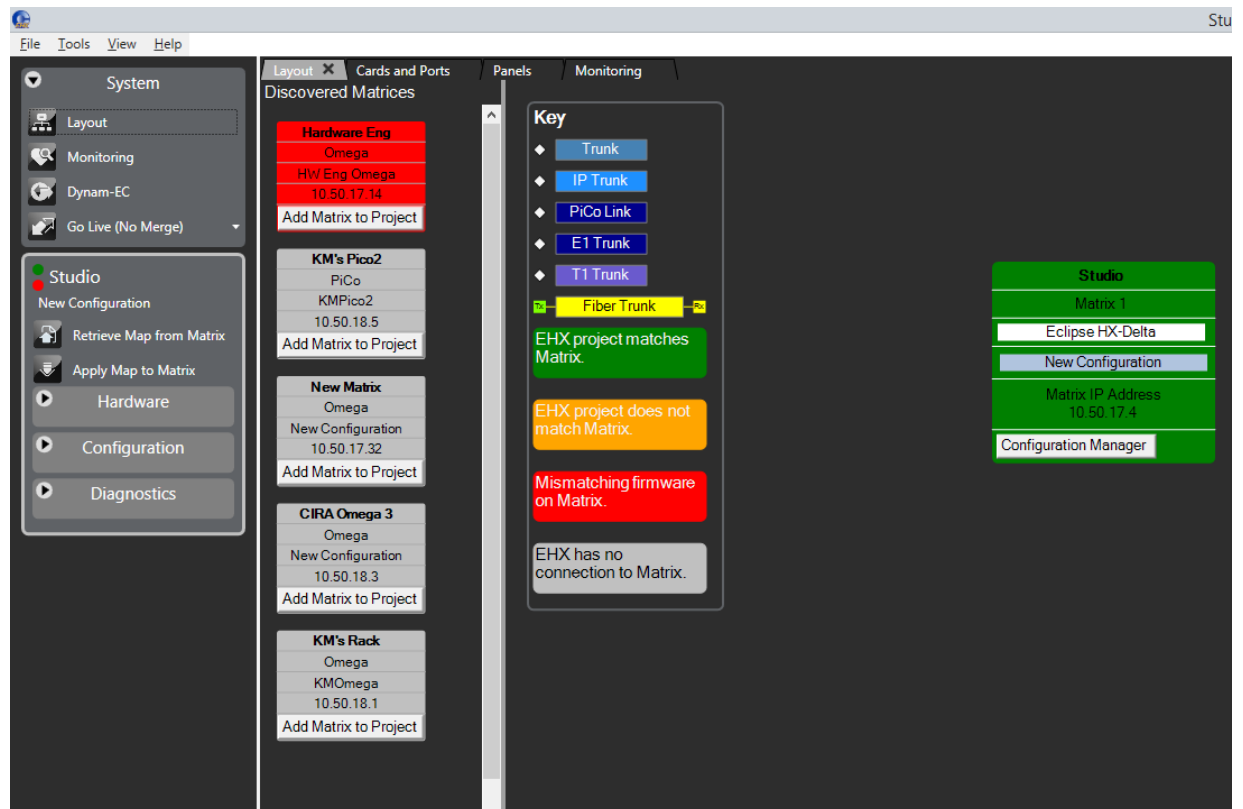 Stu
File Tools View Help
System
Layout
Monitoring
Dynam-EC
Go Live (No Merge)
Studio
New Configuration
Retrieve Map from Matrix
Apply Map to Matrix
Hardware
Configuration
Diagnostics
Layout Cards and Ports Panels Monitoring
Discovered Matrices
Hardware Eng
Omega
HW Eng Omega
10.50.17.14
Add Matrix to Project
KM's Pico2
PiCo
KMPico2
10.50.18.5
Add Matrix to Project
New Matrix
Omega
New Configuration
10.50.17.32
Add Matrix to Project
CIRA Omega 3
Omega
New Configuration
10.50.18.3
Add Matrix to Project
KM's Rack
Omega
KMOmega
10.50.18.1
Add Matrix to Project
Key
Trunk
IP Trunk
PiCo Link
E1 Trunk
T1 Trunk
Tx Fiber Trunk Rx
EHX project matches
Matrix.
EHX project does not
match Matrix.
Mismatching firmware
on Matrix.
EHX has no
connection to Matrix.
Studio
Matrix 1
Eclipse HX-Delta
New Configuration
Matrix IP Address
10.50.17.4
Configuration Manager